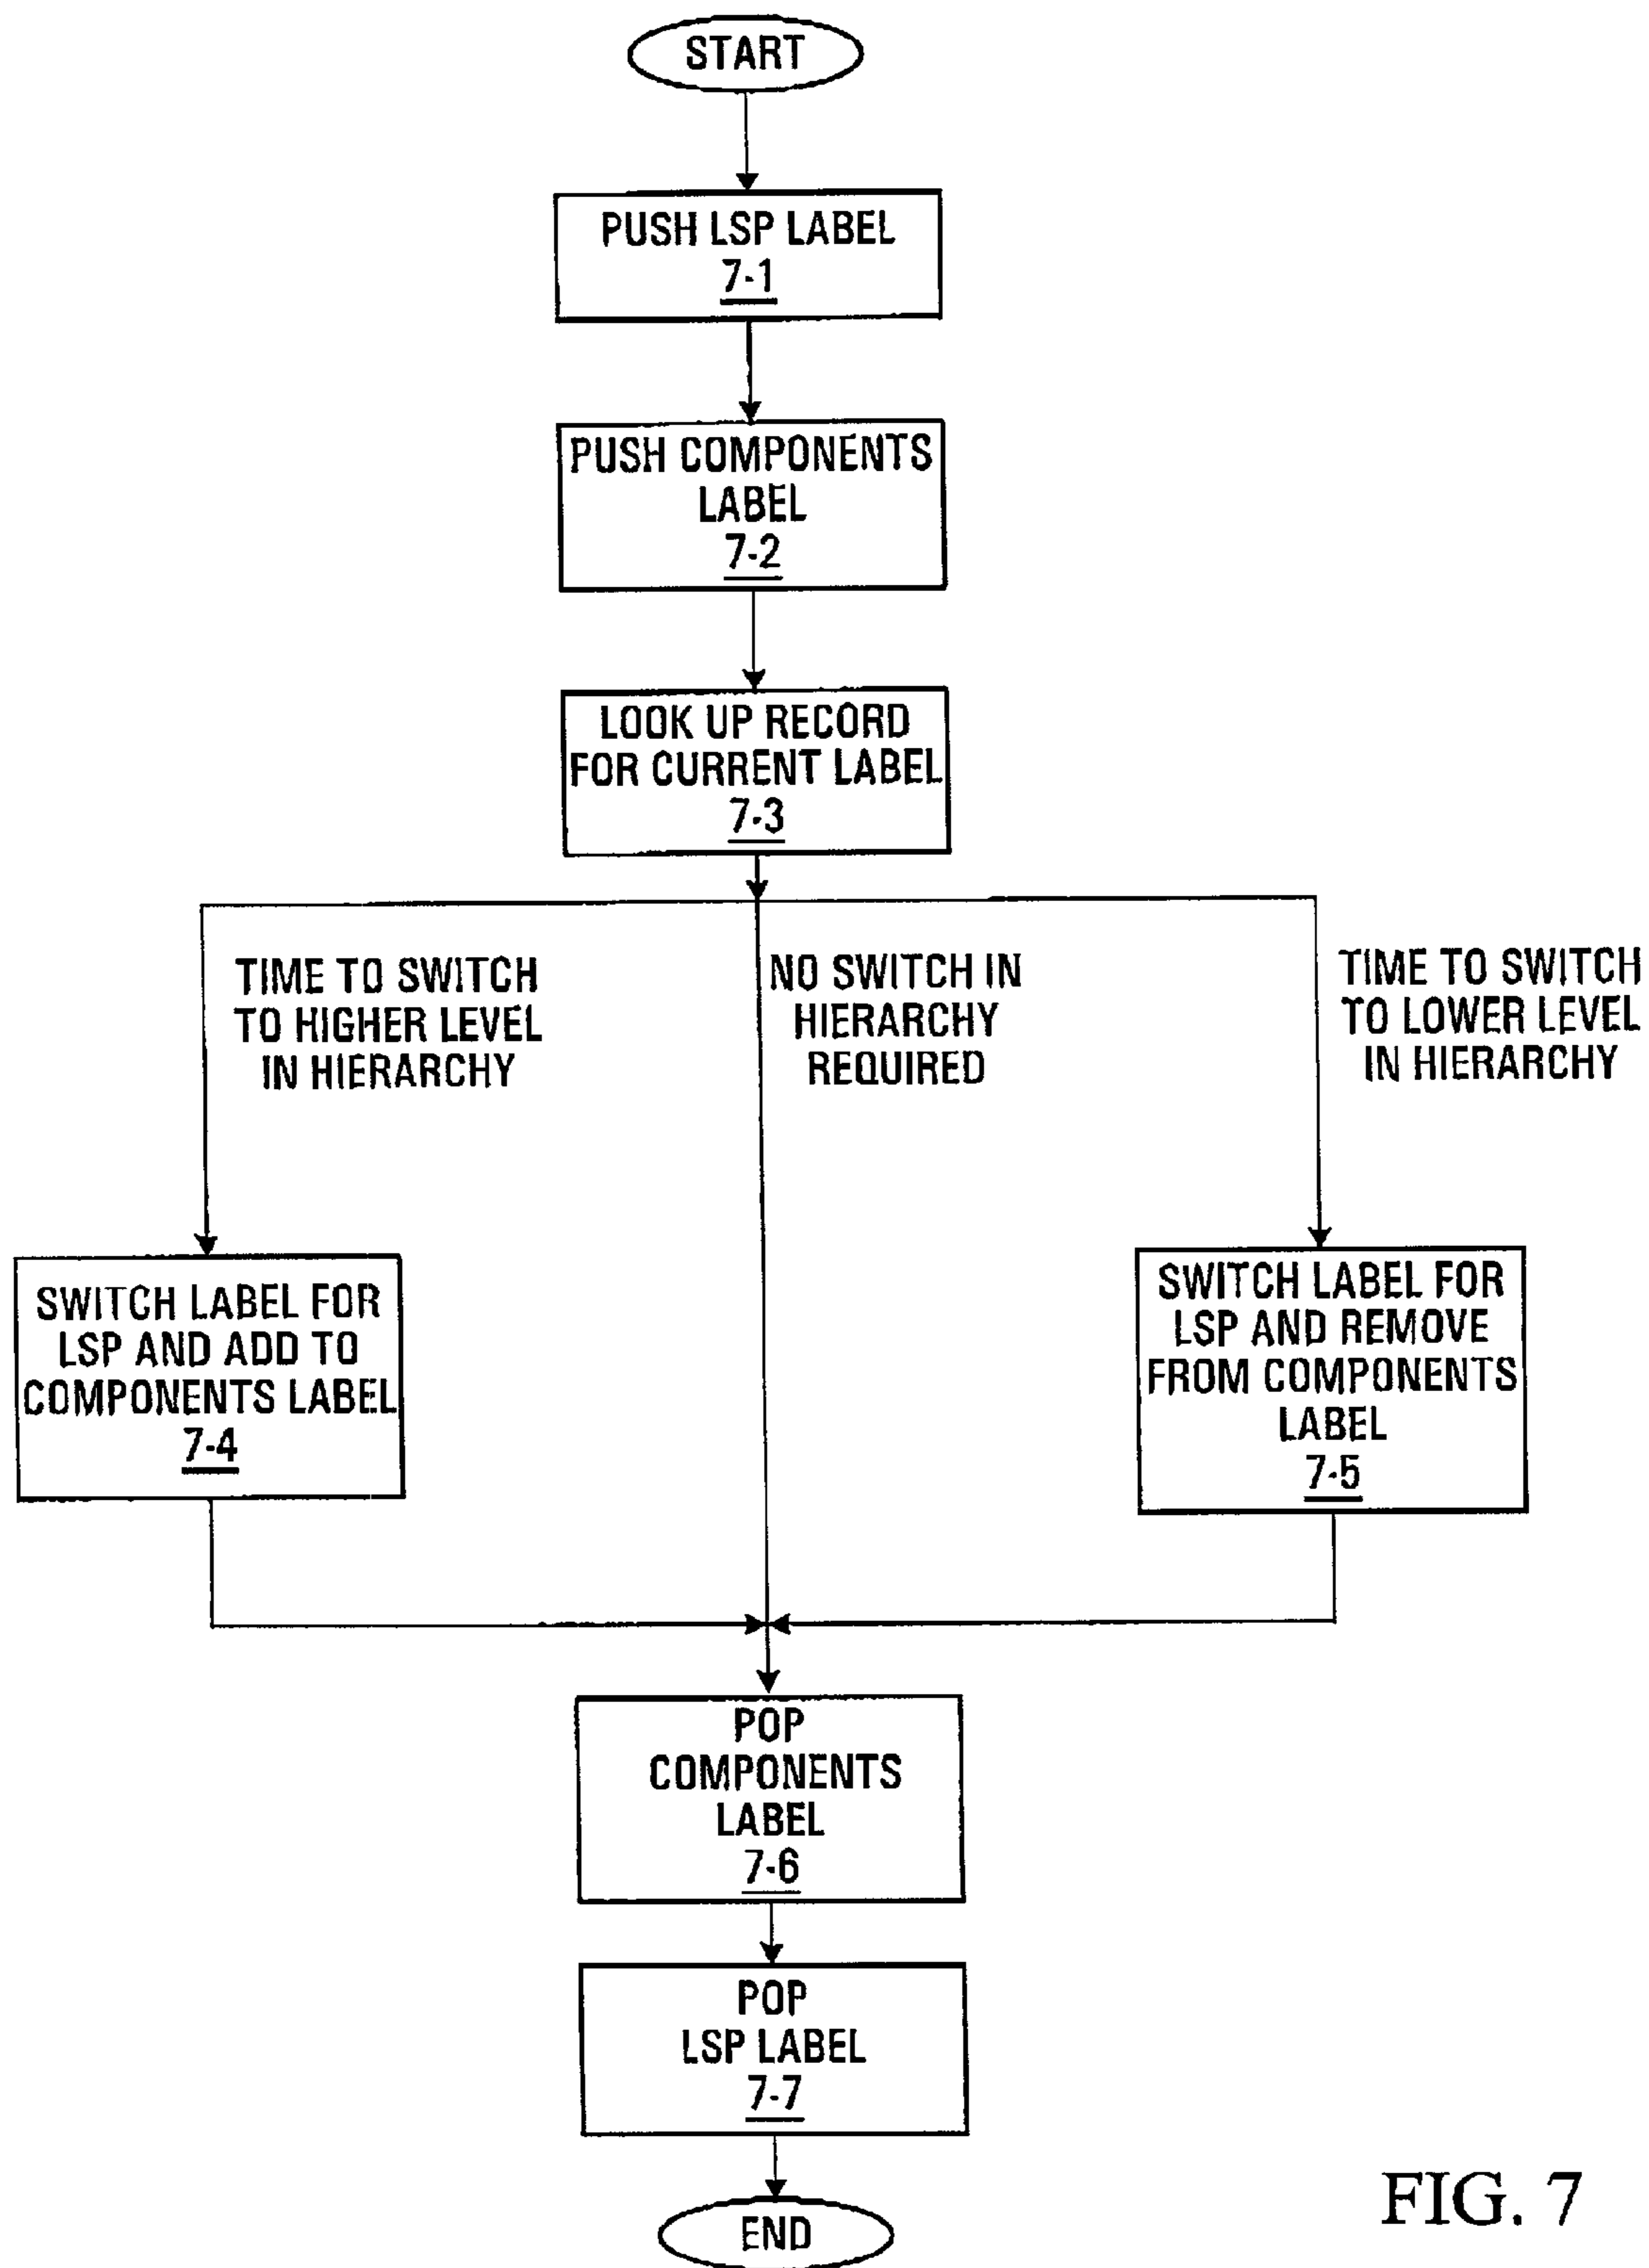 START
PUSH LSP LABEL
7-1
PUSH COMPONENTS
LABEL
7-2
LOOK UP RECORD
FOR CURRENT LABEL
7-3
TIME TO SWITCH
TO HIGHER LEVEL
IN HIERARCHY
NO SWITCH IN
HIERARCHY
REQUIRED
TIME TO SWITCH
TO LOWER LEVEL
IN HIERARCHY
SWITCH LABEL FOR
LSP AND ADD TO
COMPONENTS LABEL
7-4
SWITCH LABEL FOR
LSP AND REMOVE
FROM COMPONENTS
LABEL
7-5
POP
COMPONENTS
LABEL
7-6
POP
LSP LABEL
7-7
END
FIG. 7